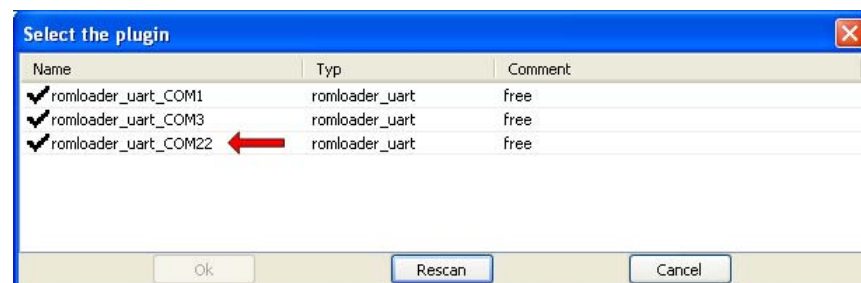 Select the plugin
Name Typ Comment
romloader_uart_COM1 romloader_uart free
romloader_uart_COM3 romloader_uart free
romloader_uart_COM22 romloader_uart free
Ok Rescan Cancel